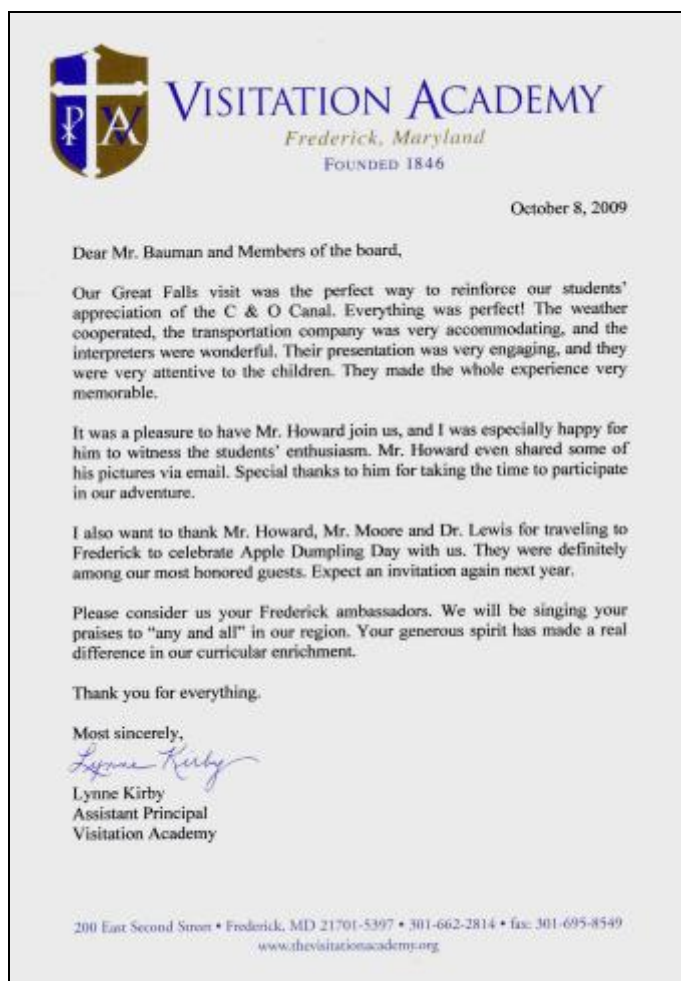 VISITATION ACADEMY
Frederick, Maryland
FOUNDED 1846
October 8, 2009
Dear Mr. Bauman and Members of the board,
Our Great Falls visit was the perfect way to reinforce our students'
appreciation of the C & O Canal. Everything was perfect! The weather
cooperated, the transportation company was very accommodating, and the
interpreters were wonderful. Their presentation was very engaging, and they
were very attentive to the children. They made the whole experience very
memorable.
It was a pleasure to have Mr. Howard join us, and I was especially happy for
him to witness the students' enthusiasm. Mr. Howard even shared some of
his pictures via email. Special thanks to him for taking the time to participate
in our adventure.
I also want to thank Mr. Howard, Mr. Moore and Dr. Lewis for traveling to
Frederick to celebrate Apple Dumpling Day with us. They were definitely
among our most honored guests. Expect an invitation again next year.
Please consider us your Frederick ambassadors. We will be singing your
praises to "any and all" in our region. Your generous spirit has made a real
difference in our curricular enrichment.
Thank you for everything.
Most sincerely,
Lynne Kirby
Lynne Kirby
Assistant Principal
Visitation Academy
200 East Second Street • Frederick, MD 21701-5397 • 301-662-2814 • fax: 301-695-8549
www.thevisitationacademy.org